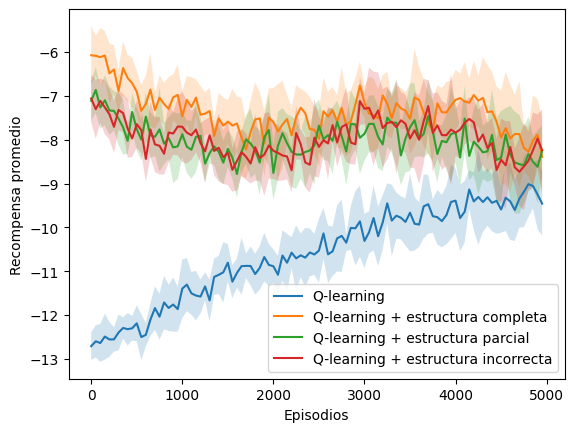 Recompensa promedio
−6
−7
−8
−9
−10
−11
−12
−13
0
1000
2000
3000
4000
5000
Episodios
Q-learning
Q-learning + estructura completa
Q-learning + estructura parcial
Q-learning + estructura incorrecta